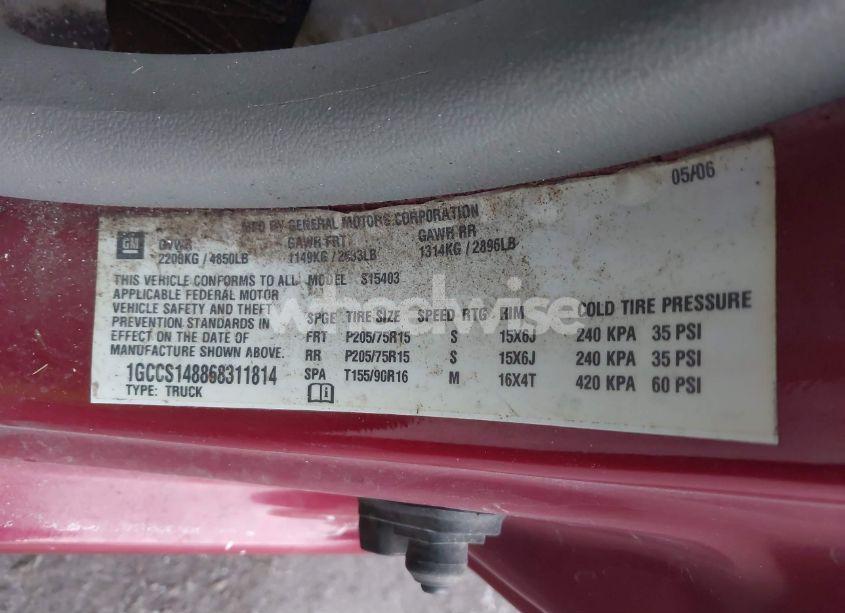 05/06
MFD BY GENERAL MOTORS CORPORATION
GM
GVWR GAWR FRT GAWR RR
2200KG / 4850LB 1149KG / 2533LB 1314KG / 2896LB
THIS VEHICLE CONFORMS TO ALL MODEL S15403
APPLICABLE FEDERAL MOTOR
VEHICLE SAFETY AND THEFT
PREVENTION STANDARDS IN
EFFECT ON THE DATE OF
MANUFACTURE SHOWN ABOVE.
1GCCS148868311814
TYPE: TRUCK
SPGE TIRE SIZE SPEED RTG RIM COLD TIRE PRESSURE
FRT P205/75R15 S 15X6J 240 KPA 35 PSI
RR P205/75R15 S 15X6J 240 KPA 35 PSI
SPA T155/90R16 M 16X4T 420 KPA 60 PSI
wheelwise